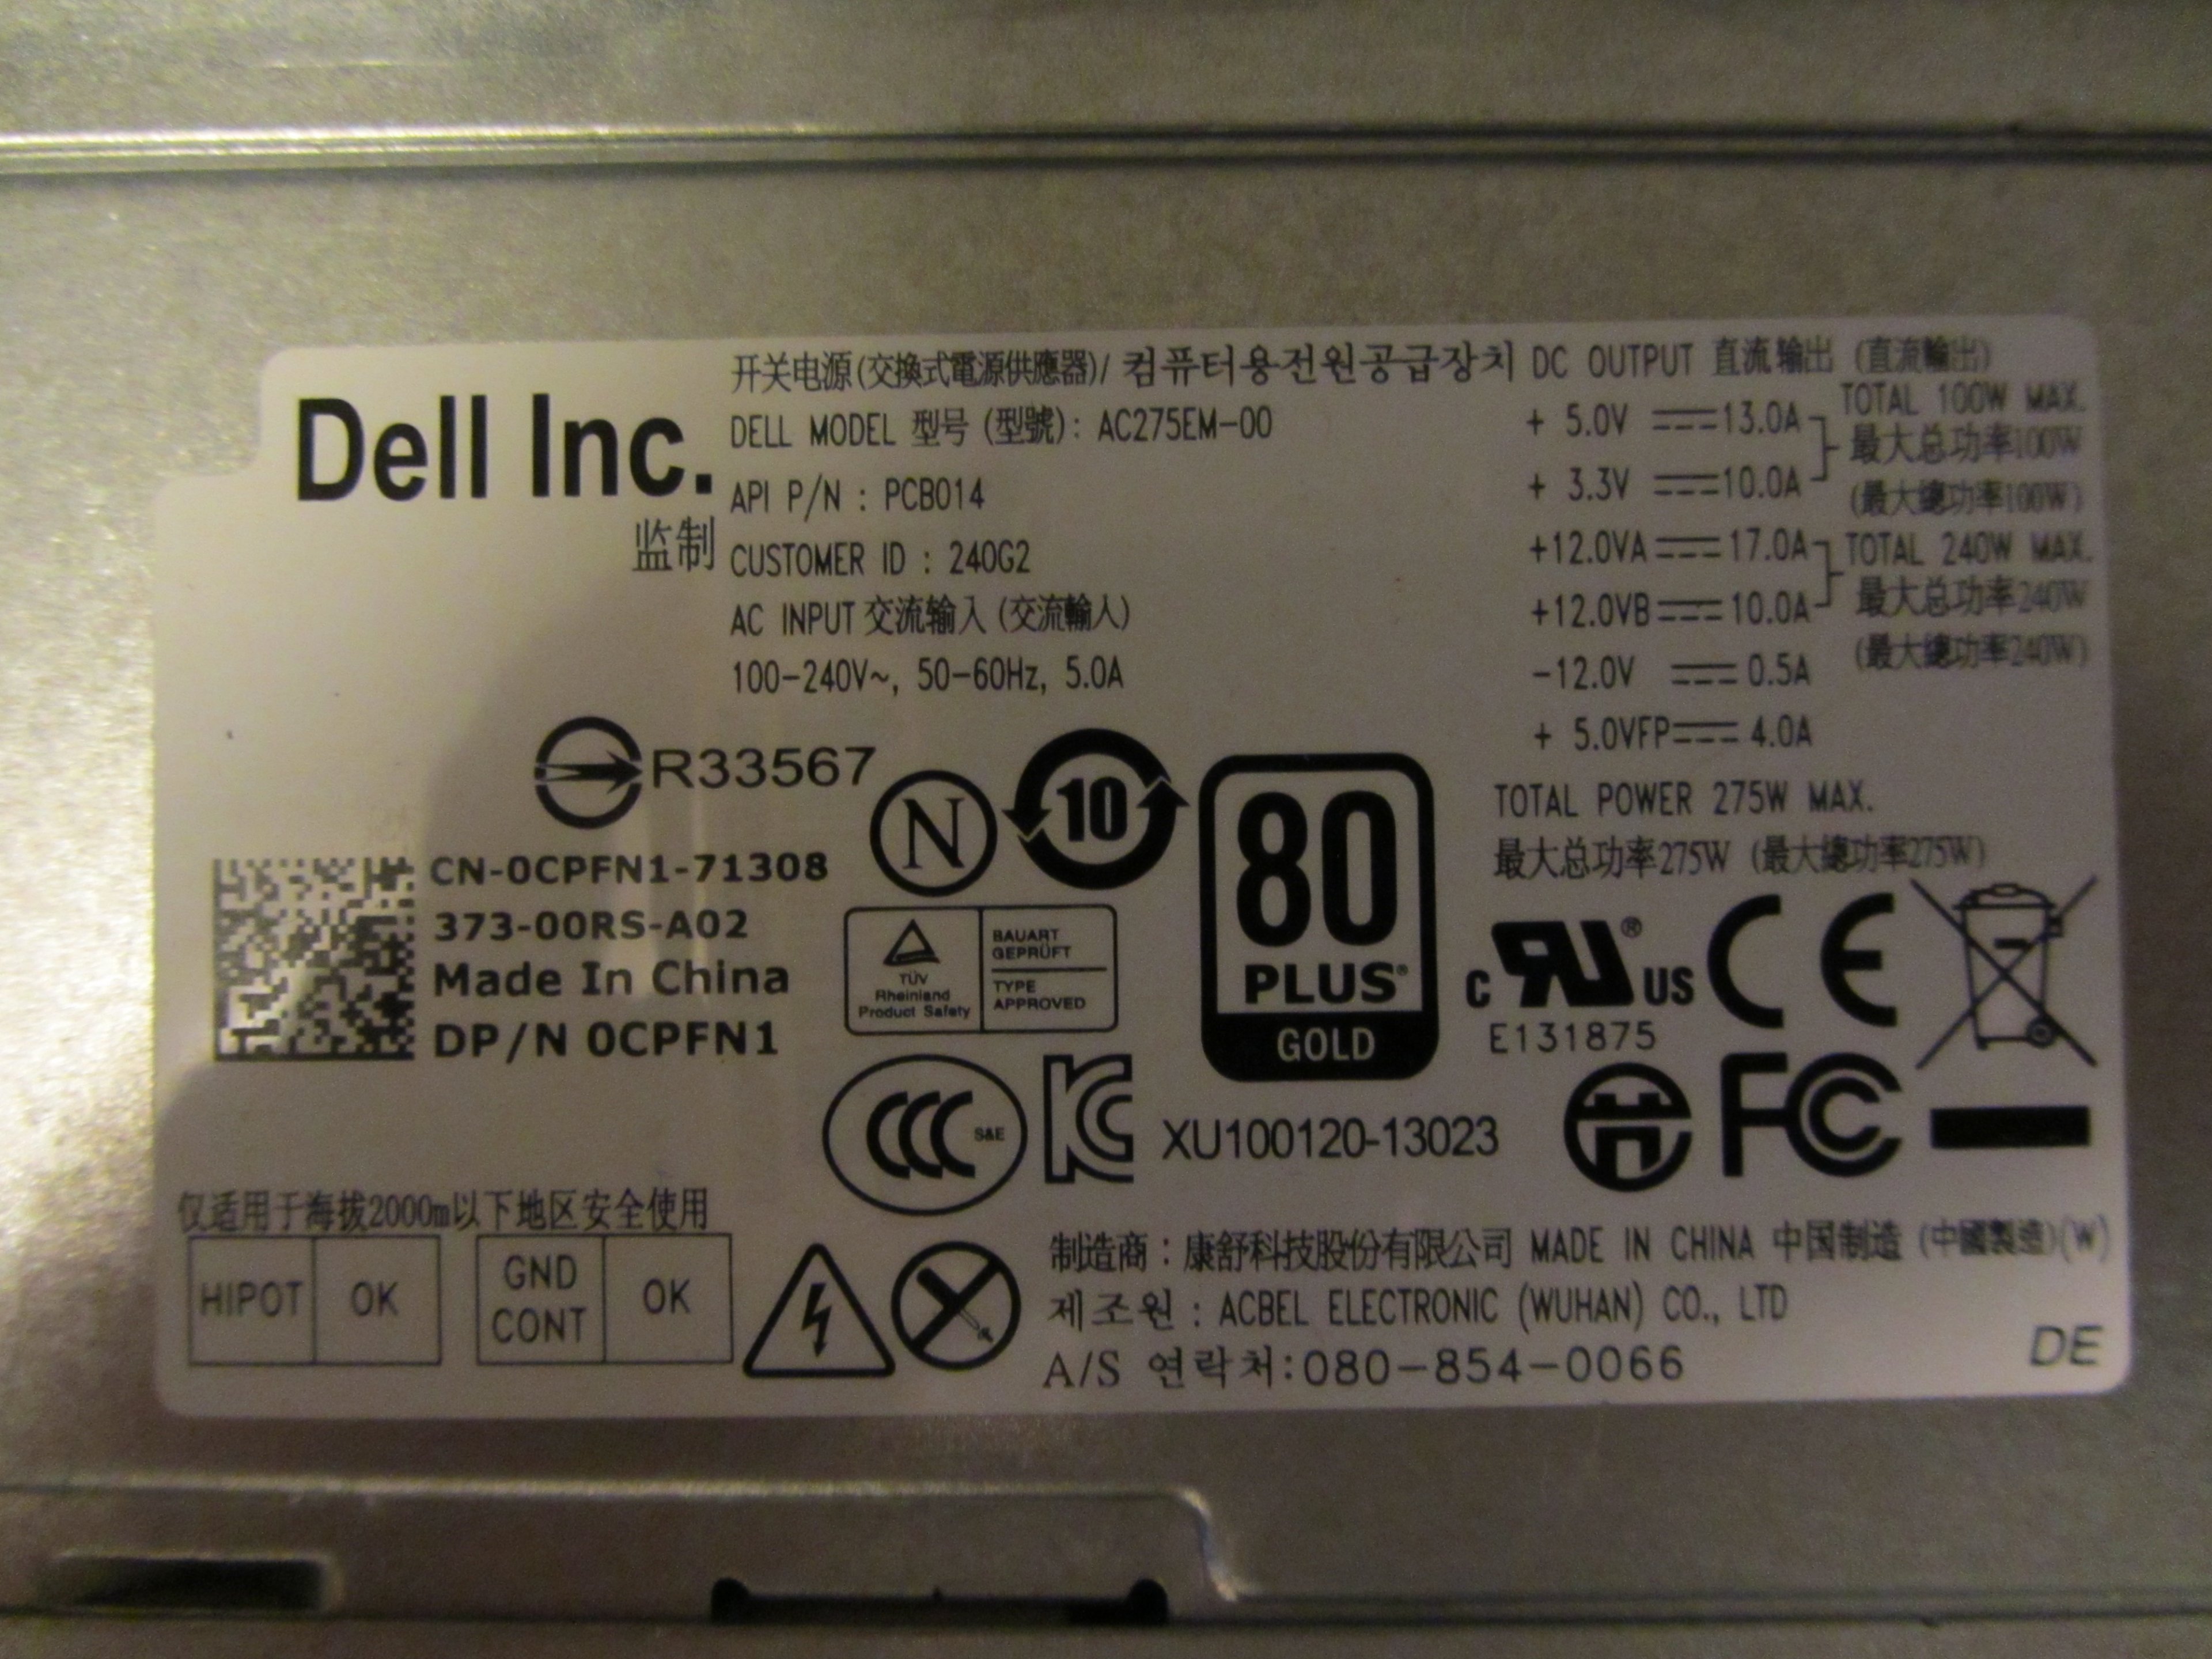 Dell Inc.
监制
开关电源(交換式電源供應器)/ 컴퓨터용전원공급장치
DELL MODEL 型号 (型號): AC275EM-00
API P/N : PCB014
CUSTOMER ID : 240G2
AC INPUT 交流输入 (交流輸入)
100-240V~, 50-60Hz, 5.0A
DC OUTPUT 直流输出 (直流輸出)
+ 5.0V ⎓ 13.0A
+ 3.3V ⎓ 10.0A
TOTAL 100W MAX.
最大总功率100W
(最大總功率100W)
+12.0VA ⎓ 17.0A
+12.0VB ⎓ 10.0A
TOTAL 240W MAX.
最大总功率240W
(最大總功率240W)
-12.0V ⎓ 0.5A
+ 5.0VFP ⎓ 4.0A
TOTAL POWER 275W MAX.
最大总功率275W (最大總功率275W)
R33567
N
10
80
PLUS®
GOLD
CN-0CPFN1-71308
373-00RS-A02
Made In China
DP/N 0CPFN1
TÜV
Rheinland
Product Safety
BAUART
GEPRÜFT
TYPE
APPROVED
c RU ® US
E131875
CE
CCC S&E
KC
XU100120-13023
FC
仅适用于海拔2000m以下地区安全使用
HIPOT OK
GND
CONT
OK
制造商：康舒科技股份有限公司 MADE IN CHINA 中国制造 (中國製造)(W)
제조원 : ACBEL ELECTRONIC (WUHAN) CO., LTD
A/S 연락처:080-854-0066
DE